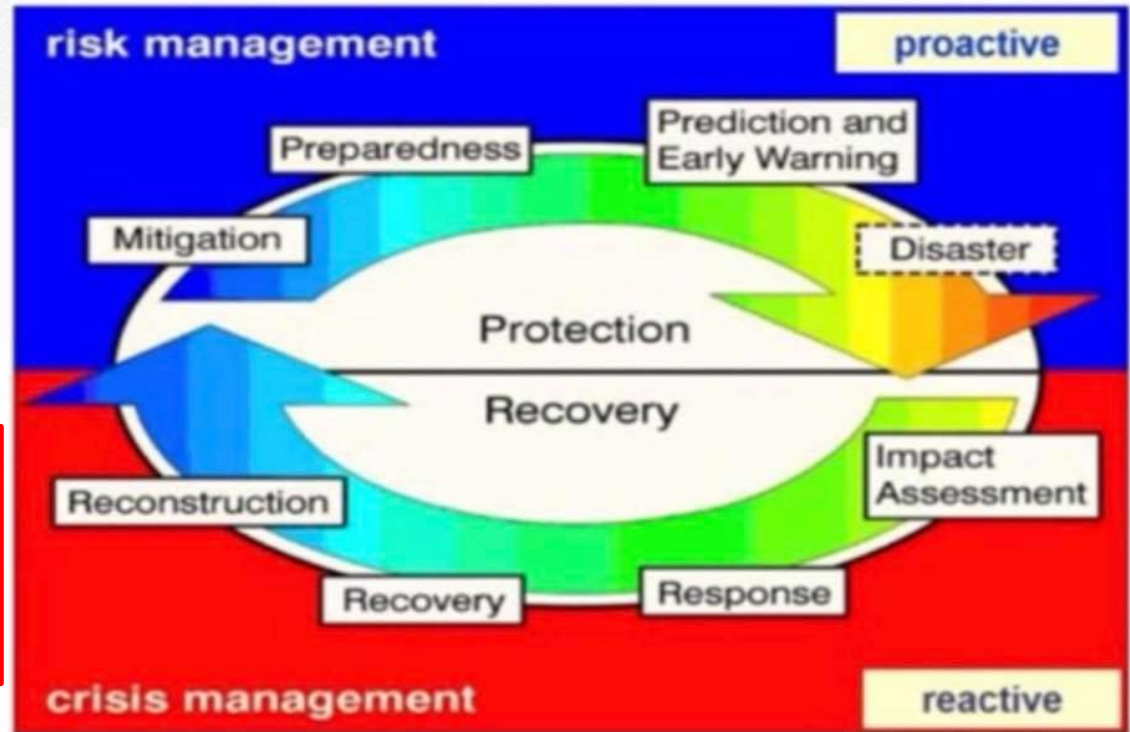 risk management
proactive
Preparedness
Prediction and
Early Warning
Mitigation
Disaster
Protection
Recovery
Impact
Assessment
Reconstruction
Recovery
Response
crisis management
reactive